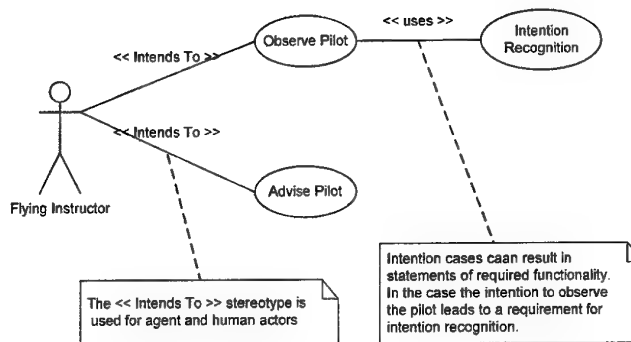 << uses >>
Observe Pilot
Intention
Recognition
<< Intends To >>
<< Intends To >>
Advise Pilot
Flying Instructor
The << Intends To >> stereotype is
used for agent and human actors
Intention cases caan result in
statements of required functionality.
In the case the intention to observe
the pilot leads to a requirement for
intention recognition.